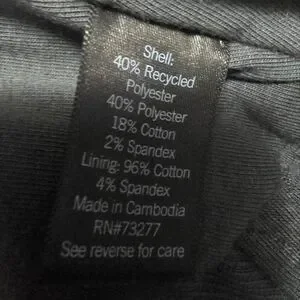 Shell:
40% Recycled
Polyester
40% Polyester
18% Cotton
2% Spandex
Lining: 96% Cotton
4% Spandex
Made in Cambodia
RN#73277
See reverse for care